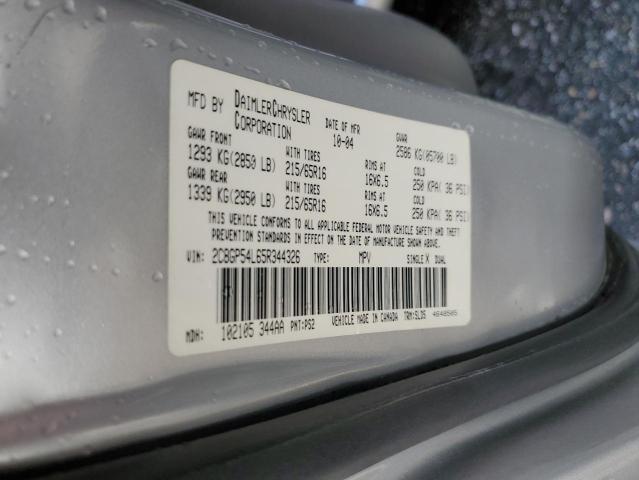 MFD BY DAIMLERCHRYSLER CORPORATION DATE OF MFR 10-04 GVWR 2586 KG(05700 LB)
GAWR FRONT WITH TIRES RIMS AT COLD
1293 KG(2850 LB) 215/65R16 16X6.5 250 KPA( 36 PSI)
GAWR REAR WITH TIRES RIMS AT COLD
1339 KG(2950 LB) 215/65R16 16X6.5 250 KPA( 36 PSI)
THIS VEHICLE CONFORMS TO ALL APPLICABLE FEDERAL MOTOR VEHICLE SAFETY AND THEFT
PREVENTION STANDARDS IN EFFECT ON THE DATE OF MANUFACTURE SHOWN ABOVE.
VIN: 2C8GP54L65R344326 TYPE: MPV SINGLE X DUAL
MDH: 102105 344AA PNT:PS2 VEHICLE MADE IN CANADA TRM:SLD5 4648505